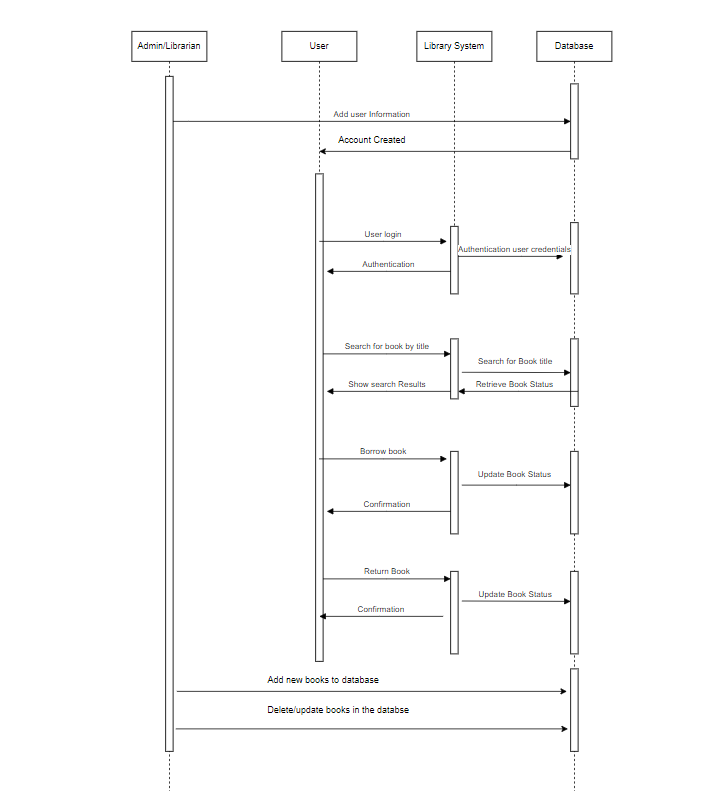 Admin/Librarian
User
Library System
Database
Add user Information
Account Created
User login
Authentication user credentials
Authentication
Search for book by title
Search for Book title
Show search Results
Retrieve Book Status
Borrow book
Update Book Status
Confirmation
Return Book
Update Book Status
Confirmation
Add new books to database
Delete/update books in the databse